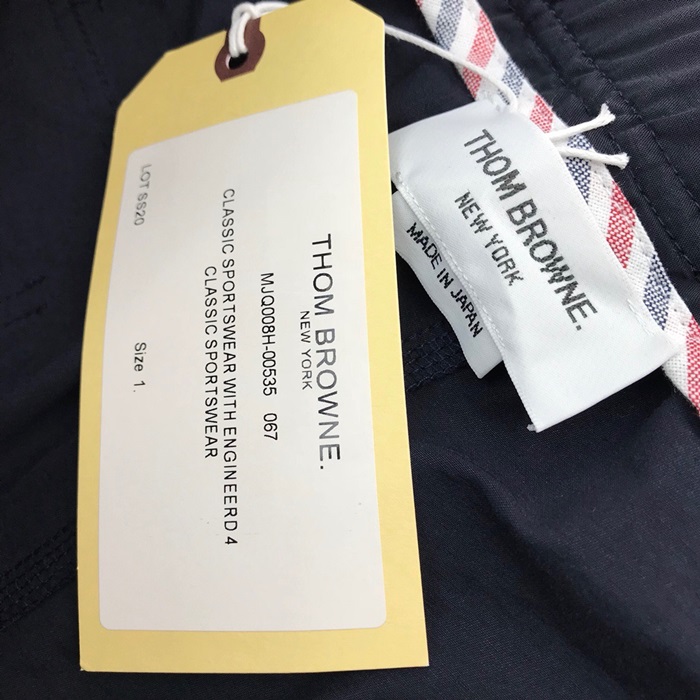 THOM BROWNE.
NEW YORK
MJQ008H-00535 067
CLASSIC SPORTSWEAR WITH ENGINEERD 4
CLASSIC SPORTSWEAR
LOT SS20
Size 1.
THOM BROWNE.
NEW YORK
MADE IN JAPAN